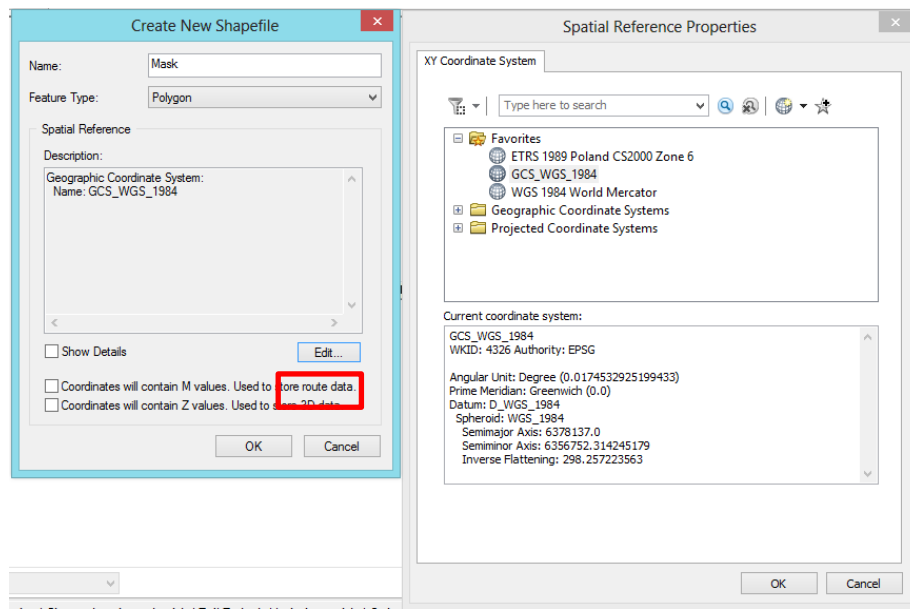 Create New Shapefile
Name:
Mask
Feature Type:
Polygon
Spatial Reference
Description:
Geographic Coordinate System:
Name: GCS_WGS_1984
Show Details
Edit...
Coordinates will contain M values. Used to store route data.
Coordinates will contain Z values. Used to store 3D data.
OK
Cancel
Spatial Reference Properties
XY Coordinate System
Type here to search
Favorites
ETRS 1989 Poland CS2000 Zone 6
GCS_WGS_1984
WGS 1984 World Mercator
Geographic Coordinate Systems
Projected Coordinate Systems
Current coordinate system:
GCS_WGS_1984
WKID: 4326 Authority: EPSG
Angular Unit: Degree (0.0174532925199433)
Prime Meridian: Greenwich (0.0)
Datum: D_WGS_1984
Spheroid: WGS_1984
Semimajor Axis: 6378137.0
Semiminor Axis: 6356752.314245179
Inverse Flattening: 298.257223563
OK
Cancel